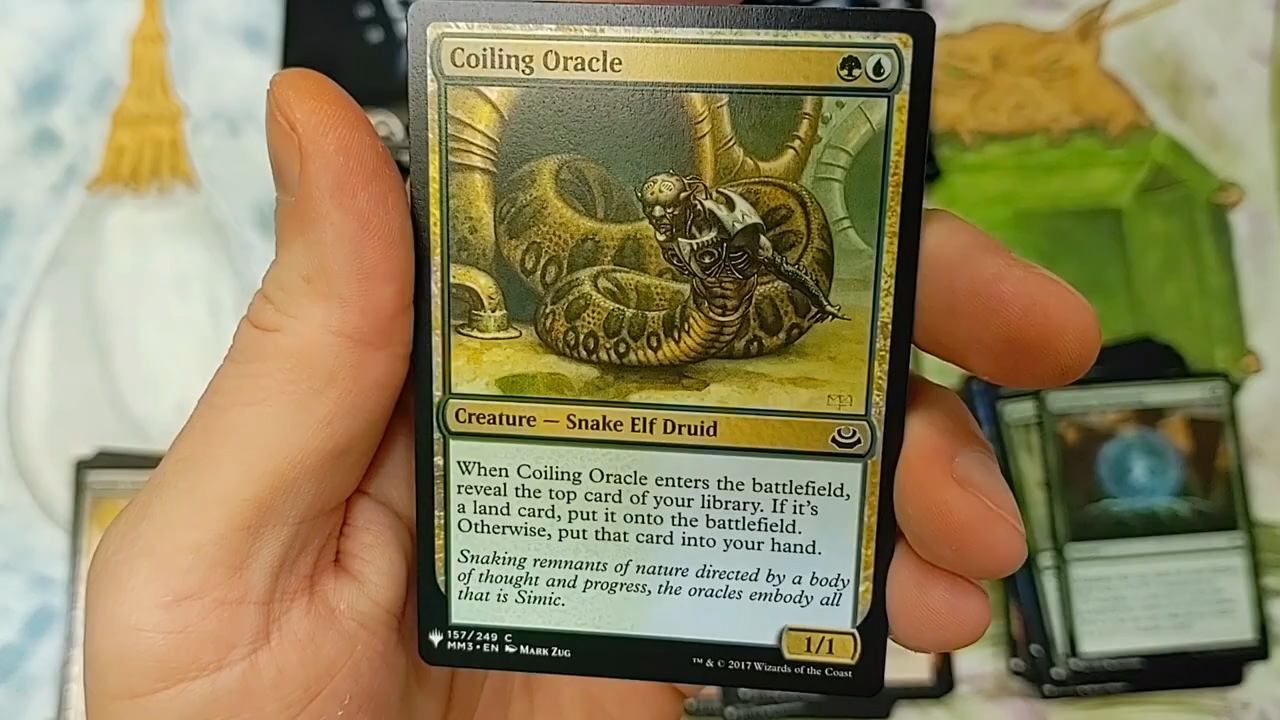 Coiling Oracle
Creature — Snake Elf Druid
When Coiling Oracle enters the battlefield,
reveal the top card of your library. If it's
a land card, put it onto the battlefield.
Otherwise, put that card into your hand.
Snaking remnants of nature directed by a body
of thought and progress, the oracles embody all
that is Simic.
1/1
157/249 C
MM3 • EN Mark Zug
™ & © 2017 Wizards of the Coast